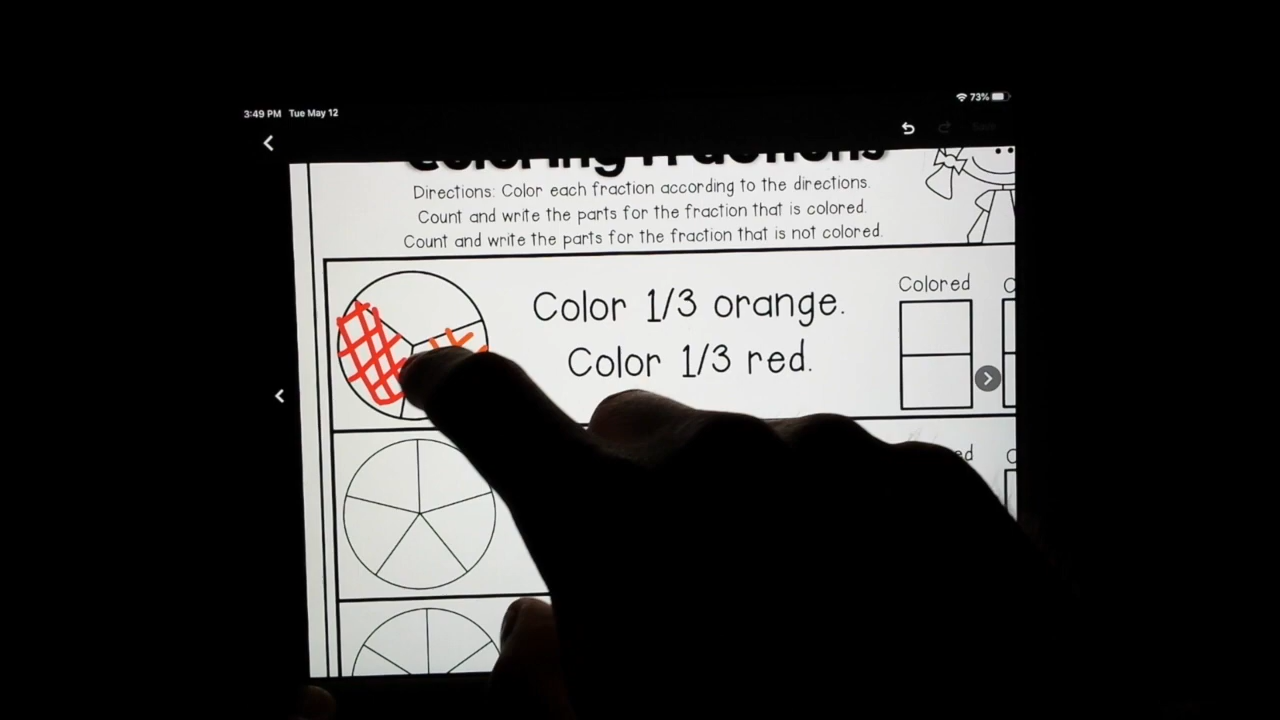 73%
3:49 PM Tue May 12
Coloring Fractions
Directions: Color each fraction according to the directions.
Count and write the parts for the fraction that is colored.
Count and write the parts for the fraction that is not colored.
Color 1/3 orange.
Color 1/3 red.
Colored